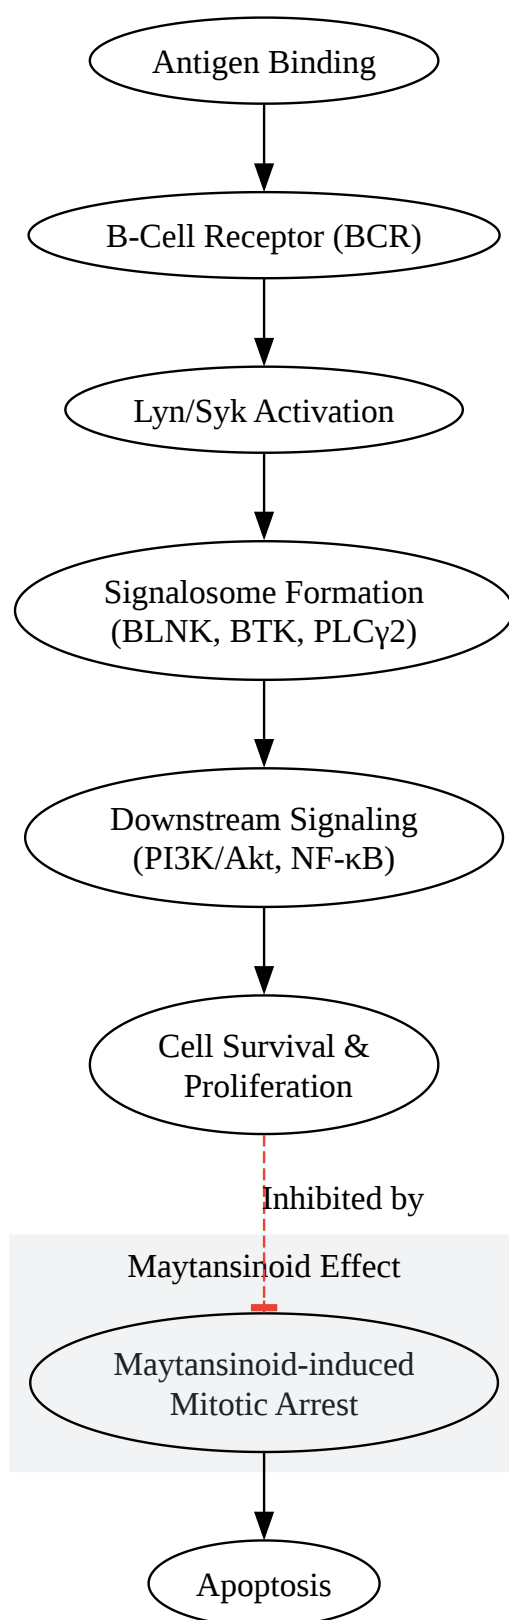 Antigen Binding
B-Cell Receptor (BCR)
Lyn/Syk Activation
Signalosome Formation
(BLNK, BTK, PLCγ2)
Downstream Signaling
(PI3K/Akt, NF-κB)
Cell Survival &
Proliferation
Inhibited by
Maytansinoid Effect
Maytansinoid-induced
Mitotic Arrest
Apoptosis